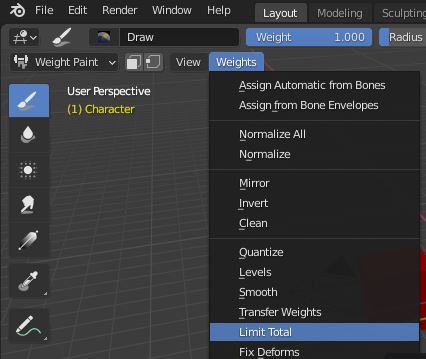 File Edit Render Window Help Layout Modeling Sculpting
Draw Weight 1.000 Radius
Weight Paint View Weights
User Perspective
(1) Character
Assign Automatic from Bones
Assign from Bone Envelopes
Normalize All
Normalize
Mirror
Invert
Clean
Quantize
Levels
Smooth
Transfer Weights
Limit Total
Fix Deforms